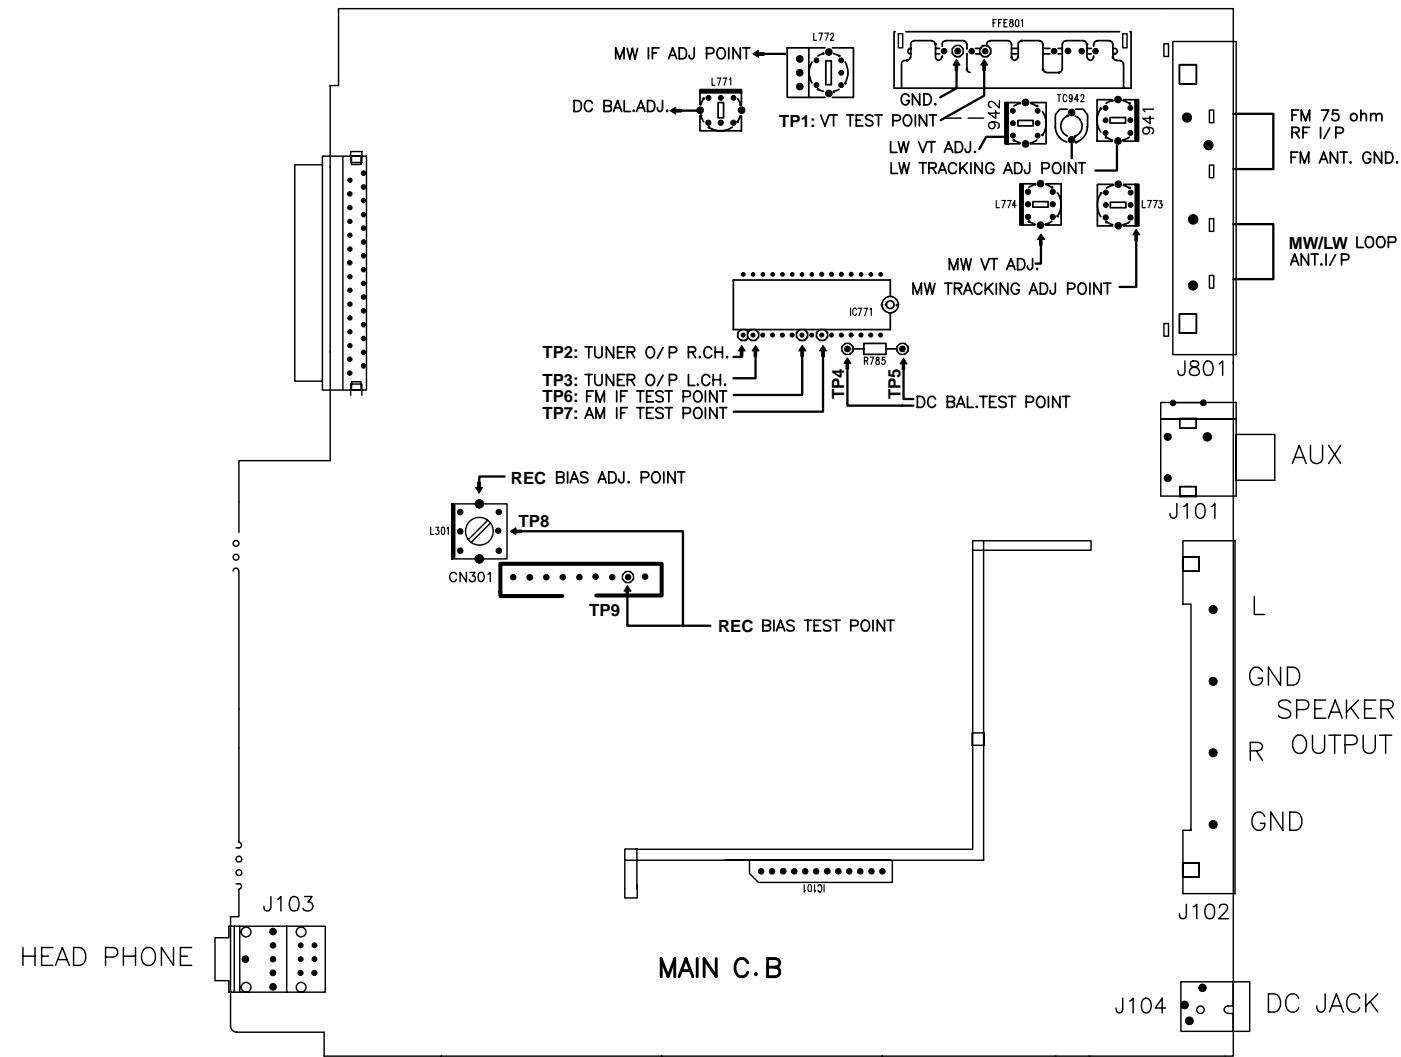 FFE801
L772
MW IF ADJ POINT
L771
DC BAL.ADJ.
GND.
TP1: VT TEST POINT
942
TC942
941
LW VT ADJ.
LW TRACKING ADJ POINT
FM 75 ohm
RF I/P
FM ANT. GND.
L774
L773
MW VT ADJ.
MW TRACKING ADJ POINT
MW/LW LOOP
ANT.I/P
IC771
TP2: TUNER O/P R.CH.
TP3: TUNER O/P L.CH.
TP6: FM IF TEST POINT
TP7: AM IF TEST POINT
R785
TP4
TP5
DC BAL.TEST POINT
J801
AUX
J101
REC BIAS ADJ. POINT
L301
TP8
CN301
TP9
REC BIAS TEST POINT
L
GND
SPEAKER
OUTPUT
R
GND
J102
IC101
J103
HEAD PHONE
MAIN C.B
J104
DC JACK